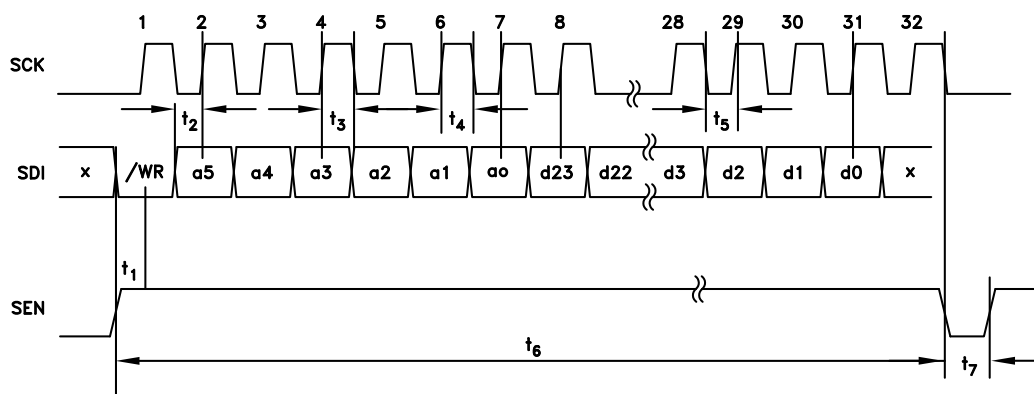 1 2 3 4 5 6 7 8 28 29 30 31 32
SCK
t2 t3 t4 t5
SDI x /WR a5 a4 a3 a2 a1 ao d23 d22 d3 d2 d1 d0 x
t1
SEN
t6
t7